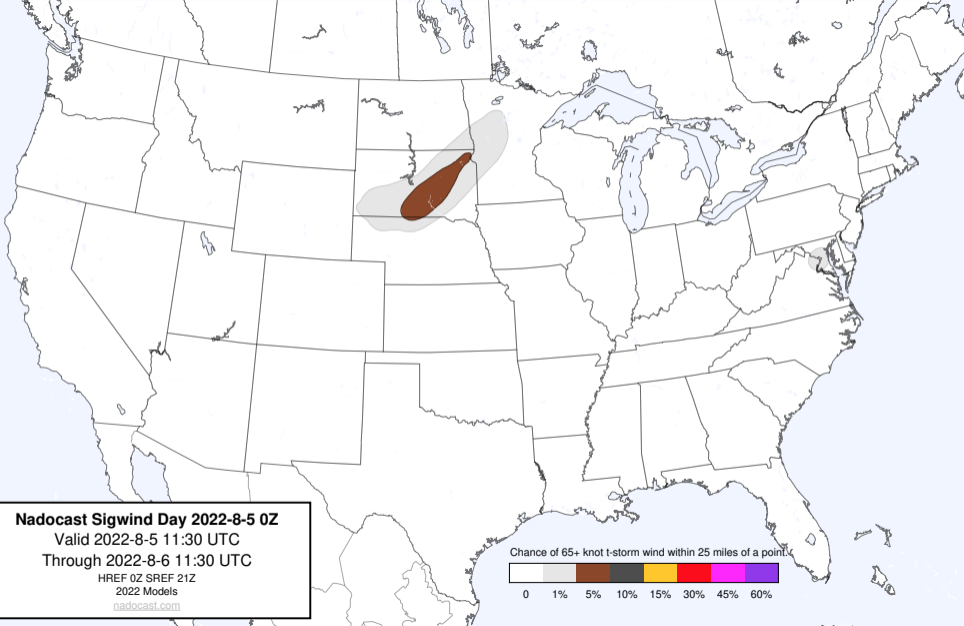 Nadocast Sigwind Day 2022-8-5 0Z
Valid 2022-8-5 11:30 UTC
Through 2022-8-6 11:30 UTC
HREF 0Z SREF 21Z
2022 Models
nadocast.com
Chance of 65+ knot t-storm wind within 25 miles of a point.
0 1% 5% 10% 15% 30% 45% 60%